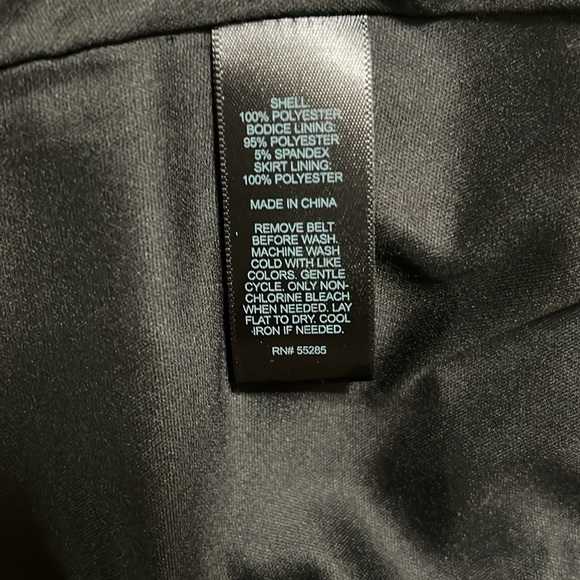 SHELL:
100% POLYESTER
BODICE LINING:
95% POLYESTER
5% SPANDEX
SKIRT LINING:
100% POLYESTER
MADE IN CHINA
REMOVE BELT
BEFORE WASH.
MACHINE WASH
COLD WITH LIKE
COLORS. GENTLE
CYCLE. ONLY NON-
CHLORINE BLEACH
WHEN NEEDED. LAY
FLAT TO DRY. COOL
IRON IF NEEDED.
RN# 55285